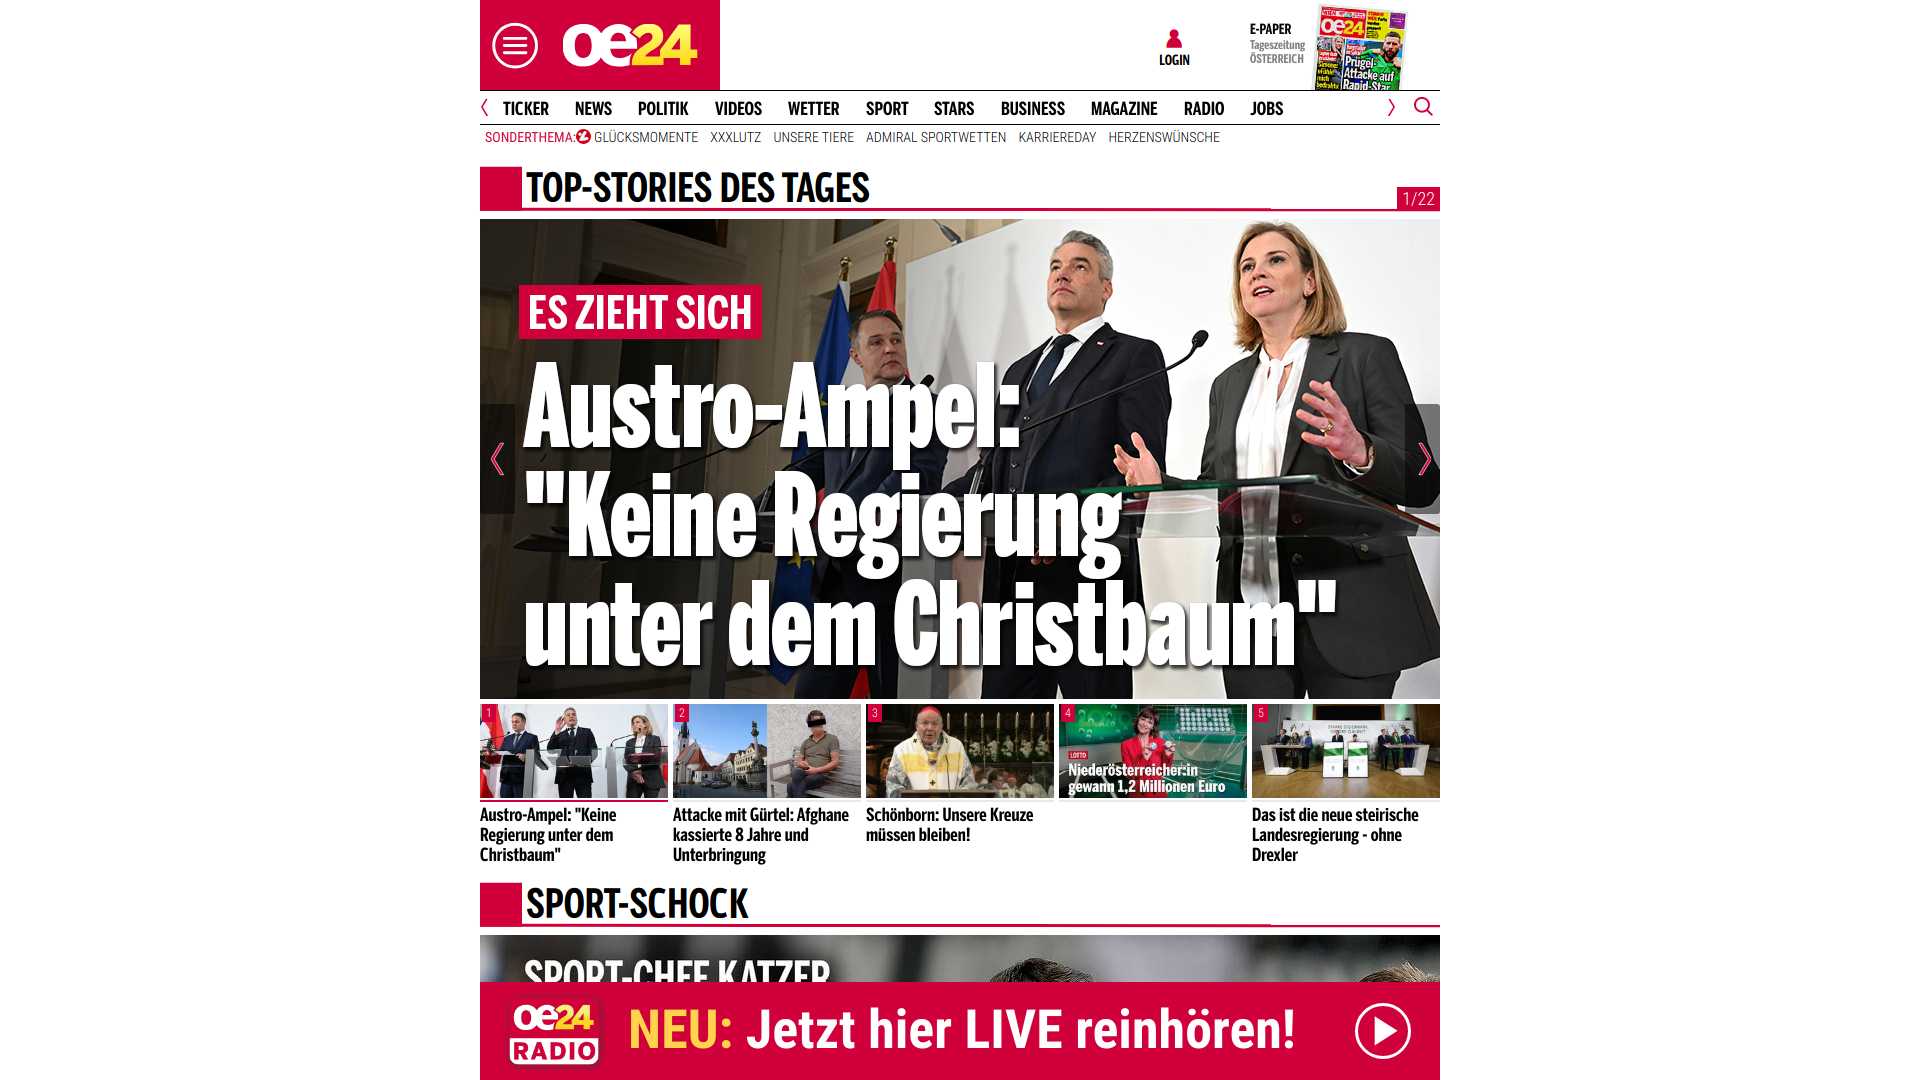 oe24
LOGIN
E-PAPER
Tageszeitung
ÖSTERREICH
oe24
Prügel-
Attacke auf
Rapid-Star
TICKER NEWS POLITIK VIDEOS WETTER SPORT STARS BUSINESS MAGAZINE RADIO JOBS
SONDERTHEMA: GLÜCKSMOMENTE XXXLUTZ UNSERE TIERE ADMIRAL SPORTWETTEN KARRIEREDAY HERZENSWÜNSCHE
TOP-STORIES DES TAGES
1/22
ES ZIEHT SICH
Austro-Ampel:
"Keine Regierung
unter dem Christbaum"
1
Austro-Ampel: "Keine
Regierung unter dem
Christbaum"
2
Attacke mit Gürtel: Afghane
kassierte 8 Jahre und
Unterbringung
3
Schönborn: Unsere Kreuze
müssen bleiben!
4
LOTTO
Niederösterreicher:in
gewann 1,2 Millionen Euro
5
Das ist die neue steirische
Landesregierung - ohne
Drexler
SPORT-SCHOCK
SPORT-CHEF KATZER
oe24
RADIO
NEU: Jetzt hier LIVE reinhören!